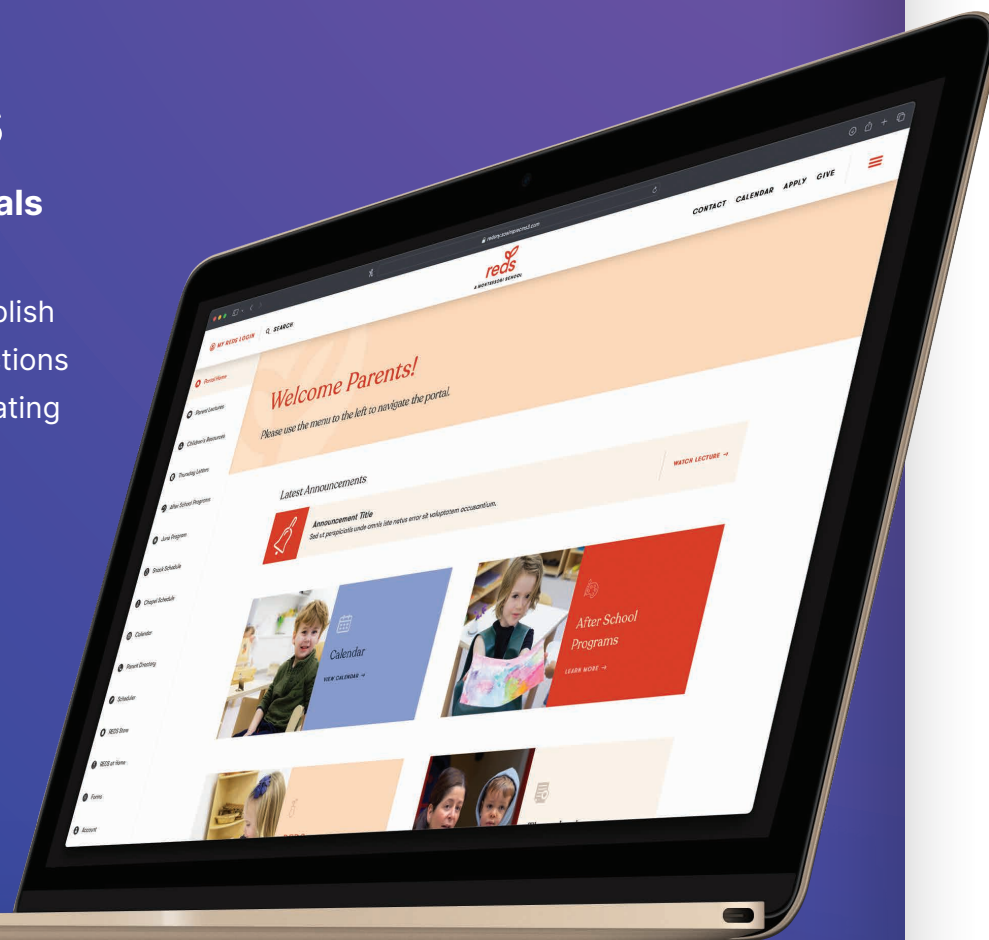 als
plish
tions
ating
redsny.ezsimplecms3.com
MY REDS LOGIN
SEARCH
reds
A MONTESSORI SCHOOL
CONTACT CALENDAR APPLY GIVE
Portal Home
Parent Lectures
Children's Resources
Thursday Letters
After School Programs
June Program
Snack Schedule
Chapel Schedule
Calendar
Parent Directory
Scheduler
REDS Store
REDS at Home
Forms
Account
Welcome Parents!
Please use the menu to the left to navigate the portal.
Latest Announcements
Announcement Title
Sed ut perspiciatis unde omnis iste natus error sit voluptatem accusantium.
WATCH LECTURE →
Calendar
VIEW CALENDAR →
After School
Programs
LEARN MORE →